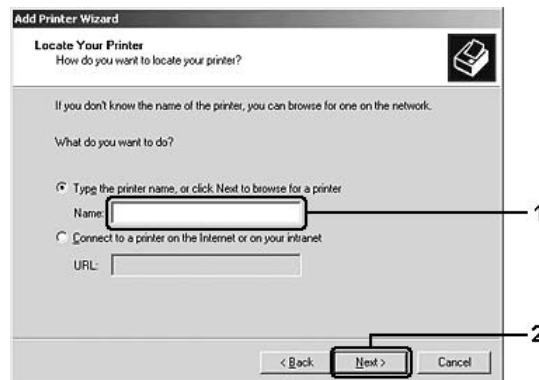 Add Printer Wizard
Locate Your Printer
How do you want to locate your printer?
If you don't know the name of the printer, you can browse for one on the network.
What do you want to do?
Type the printer name, or click Next to browse for a printer
Name:
1
Connect to a printer on the Internet or on your intranet
URL:
2
< Back Next > Cancel